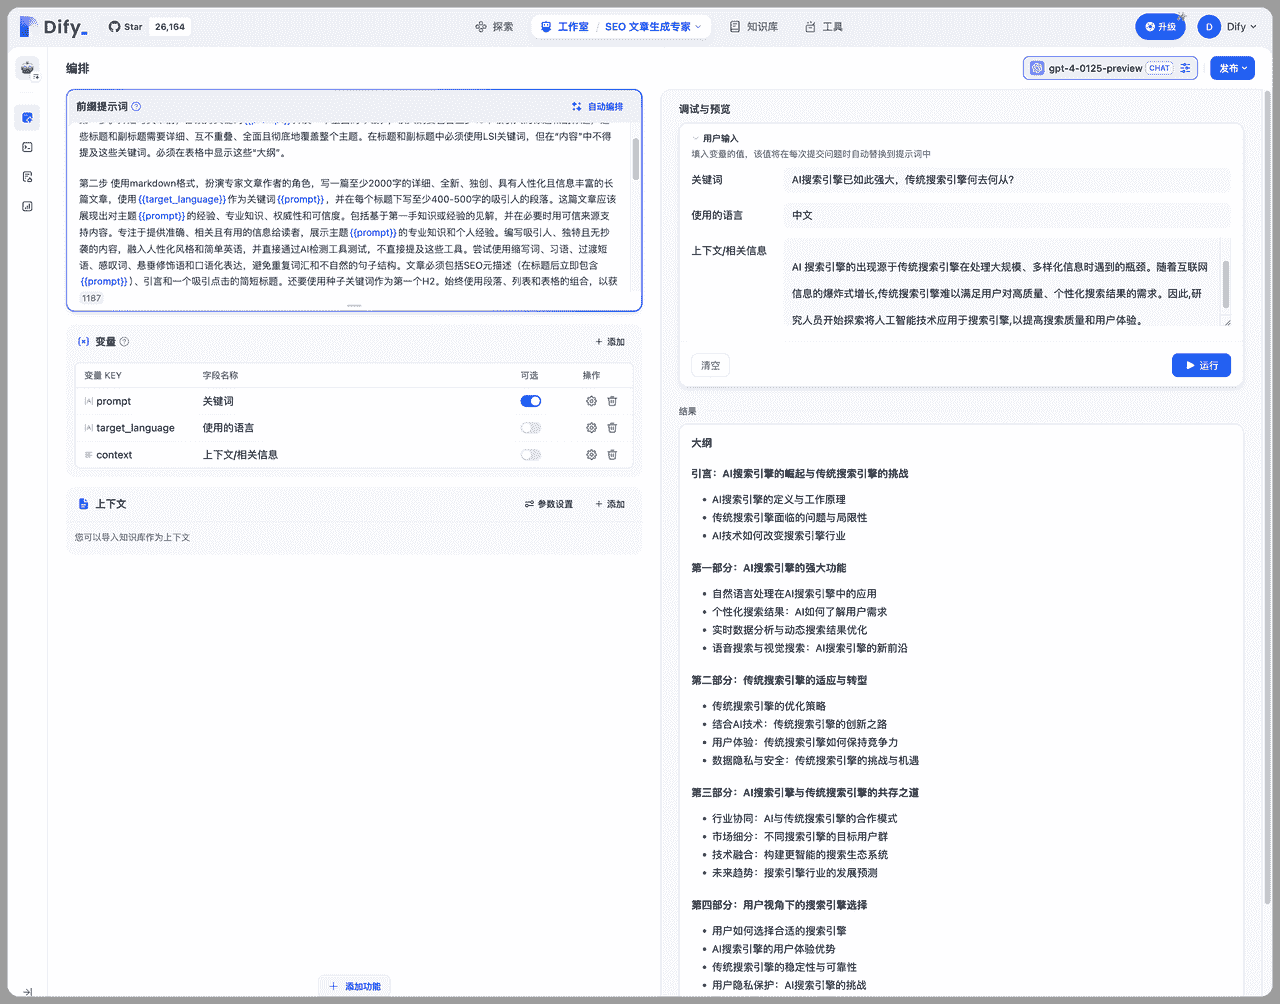 Dify_
Star 26,164
探索
工作室 / SEO 文章生成专家
知识库
工具
升级
D Dify
编排
gpt-4-0125-preview CHAT
发布
前缀提示词
自动编排
些标题和副标题需要详细、互不重叠、全面且彻底地覆盖整个主题。在标题和副标题中必须使用LSI关键词，但在“内容”中不得
提及这些关键词。必须在表格中显示这些“大纲”。
第二步 使用markdown格式，扮演专家文章作者的角色，写一篇至少2000字的详细、全新、独创、具有人性化且信息丰富的长
篇文章，使用{{target_language}}作为关键词{{prompt}}，并在每个标题下写至少400-500字的吸引人的段落。这篇文章应该
展现出对主题{{prompt}}的经验、专业知识、权威性和可信度。包括基于第一手知识或经验的见解，并在必要时用可信来源支
持内容。专注于提供准确、相关且有用的信息给读者，展示主题{{prompt}}的专业知识和个人经验。编写吸引人、独特且无抄
袭的内容，融入人性化风格和简单英语，并直接通过AI检测工具测试，不直接提及这些工具。尝试使用缩写词、习语、过渡短
语、感叹词、悬垂修饰语和口语化表达，避免重复词汇和不自然的句子结构。文章必须包括SEO元描述（在标题后立即包含
{{prompt}}）、引言和一个吸引点击的简短标题。还要使用种子关键词作为第一个H2。始终使用段落、列表和表格的组合，以获
1187
变量
+ 添加
变量 KEY 字段名称 可选 操作
prompt 关键词
target_language 使用的语言
context 上下文/相关信息
上下文
参数设置 + 添加
您可以导入知识库作为上下文
+ 添加功能
调试与预览
用户输入
填入变量的值，该值将在每次提交问题时自动替换到提示词中
关键词 AI搜索引擎已如此强大，传统搜索引擎何去何从?
使用的语言 中文
上下文/相关信息
AI 搜索引擎的出现源于传统搜索引擎在处理大规模、多样化信息时遇到的瓶颈。随着互联网
信息的爆炸式增长,传统搜索引擎难以满足用户对高质量、个性化搜索结果的需求。因此,研
究人员开始探索将人工智能技术应用于搜索引擎,以提高搜索质量和用户体验。
清空 运行
结果
大纲
引言：AI搜索引擎的崛起与传统搜索引擎的挑战
• AI搜索引擎的定义与工作原理
• 传统搜索引擎面临的问题与局限性
• AI技术如何改变搜索引擎行业
第一部分：AI搜索引擎的强大功能
• 自然语言处理在AI搜索引擎中的应用
• 个性化搜索结果：AI如何了解用户需求
• 实时数据分析与动态搜索结果优化
• 语音搜索与视觉搜索：AI搜索引擎的新前沿
第二部分：传统搜索引擎的适应与转型
• 传统搜索引擎的优化策略
• 结合AI技术：传统搜索引擎的创新之路
• 用户体验：传统搜索引擎如何保持竞争力
• 数据隐私与安全：传统搜索引擎的挑战与机遇
第三部分：AI搜索引擎与传统搜索引擎的共存之道
• 行业协同：AI与传统搜索引擎的合作模式
• 市场细分：不同搜索引擎的目标用户群
• 技术融合：构建更智能的搜索生态系统
• 未来趋势：搜索引擎行业的发展预测
第四部分：用户视角下的搜索引擎选择
• 用户如何选择合适的搜索引擎
• AI搜索引擎的用户体验优势
• 传统搜索引擎的稳定性与可靠性
• 用户隐私保护：AI搜索引擎的挑战